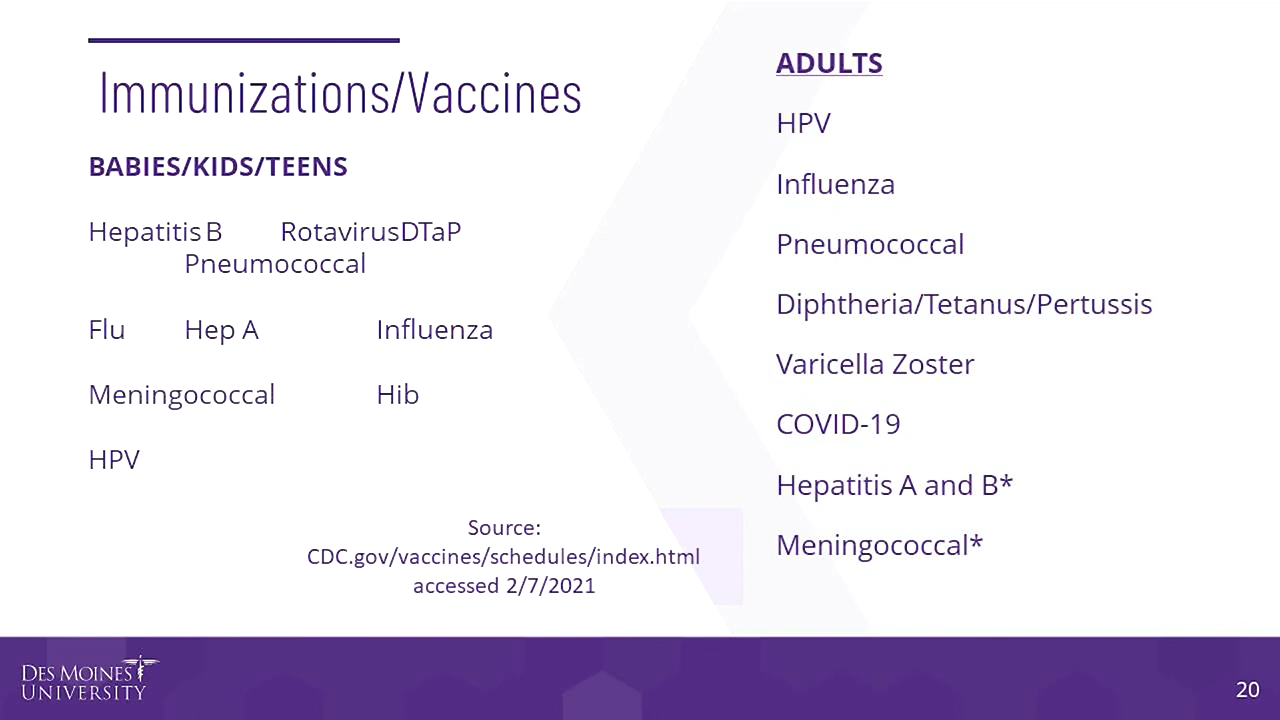 Immunizations/Vaccines
BABIES/KIDS/TEENS
Hepatitis B RotavirusDTaP
Pneumococcal
Flu Hep A Influenza
Meningococcal Hib
HPV
Source:
CDC.gov/vaccines/schedules/index.html
accessed 2/7/2021
ADULTS
HPV
Influenza
Pneumococcal
Diphtheria/Tetanus/Pertussis
Varicella Zoster
COVID-19
Hepatitis A and B*
Meningococcal*
DES MOINES
UNIVERSITY
20